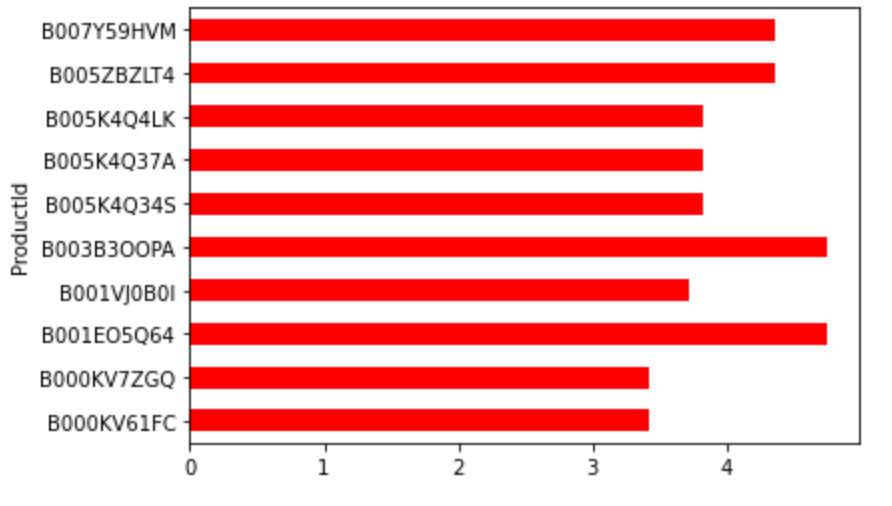 B007Y59HVM
B005ZBZLT4
B005K4Q4LK
B005K4Q37A
B005K4Q34S
B003B3OOPA
B001VJ0B0I
B001EO5Q64
B000KV7ZGQ
B000KV61FC
ProductId
0 1 2 3 4